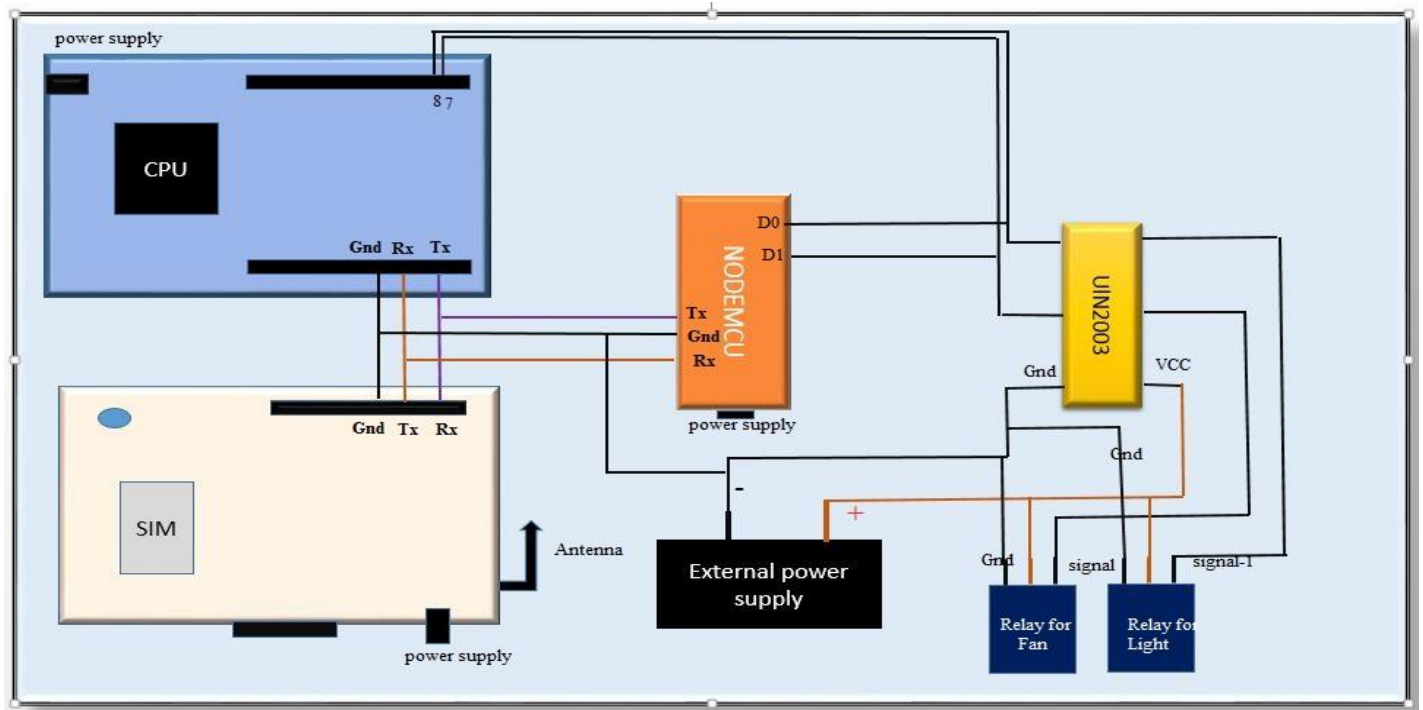 power supply
8 7
CPU
Gnd Rx Tx
D0
D1
NODEMCU
Tx
Gnd
Rx
power supply
UIN2003
Gnd
VCC
Gnd
Gnd Tx Rx
SIM
Antenna
power supply
-
+
External power
supply
Gnd
signal
signal-1
Relay for
Fan
Relay for
Light